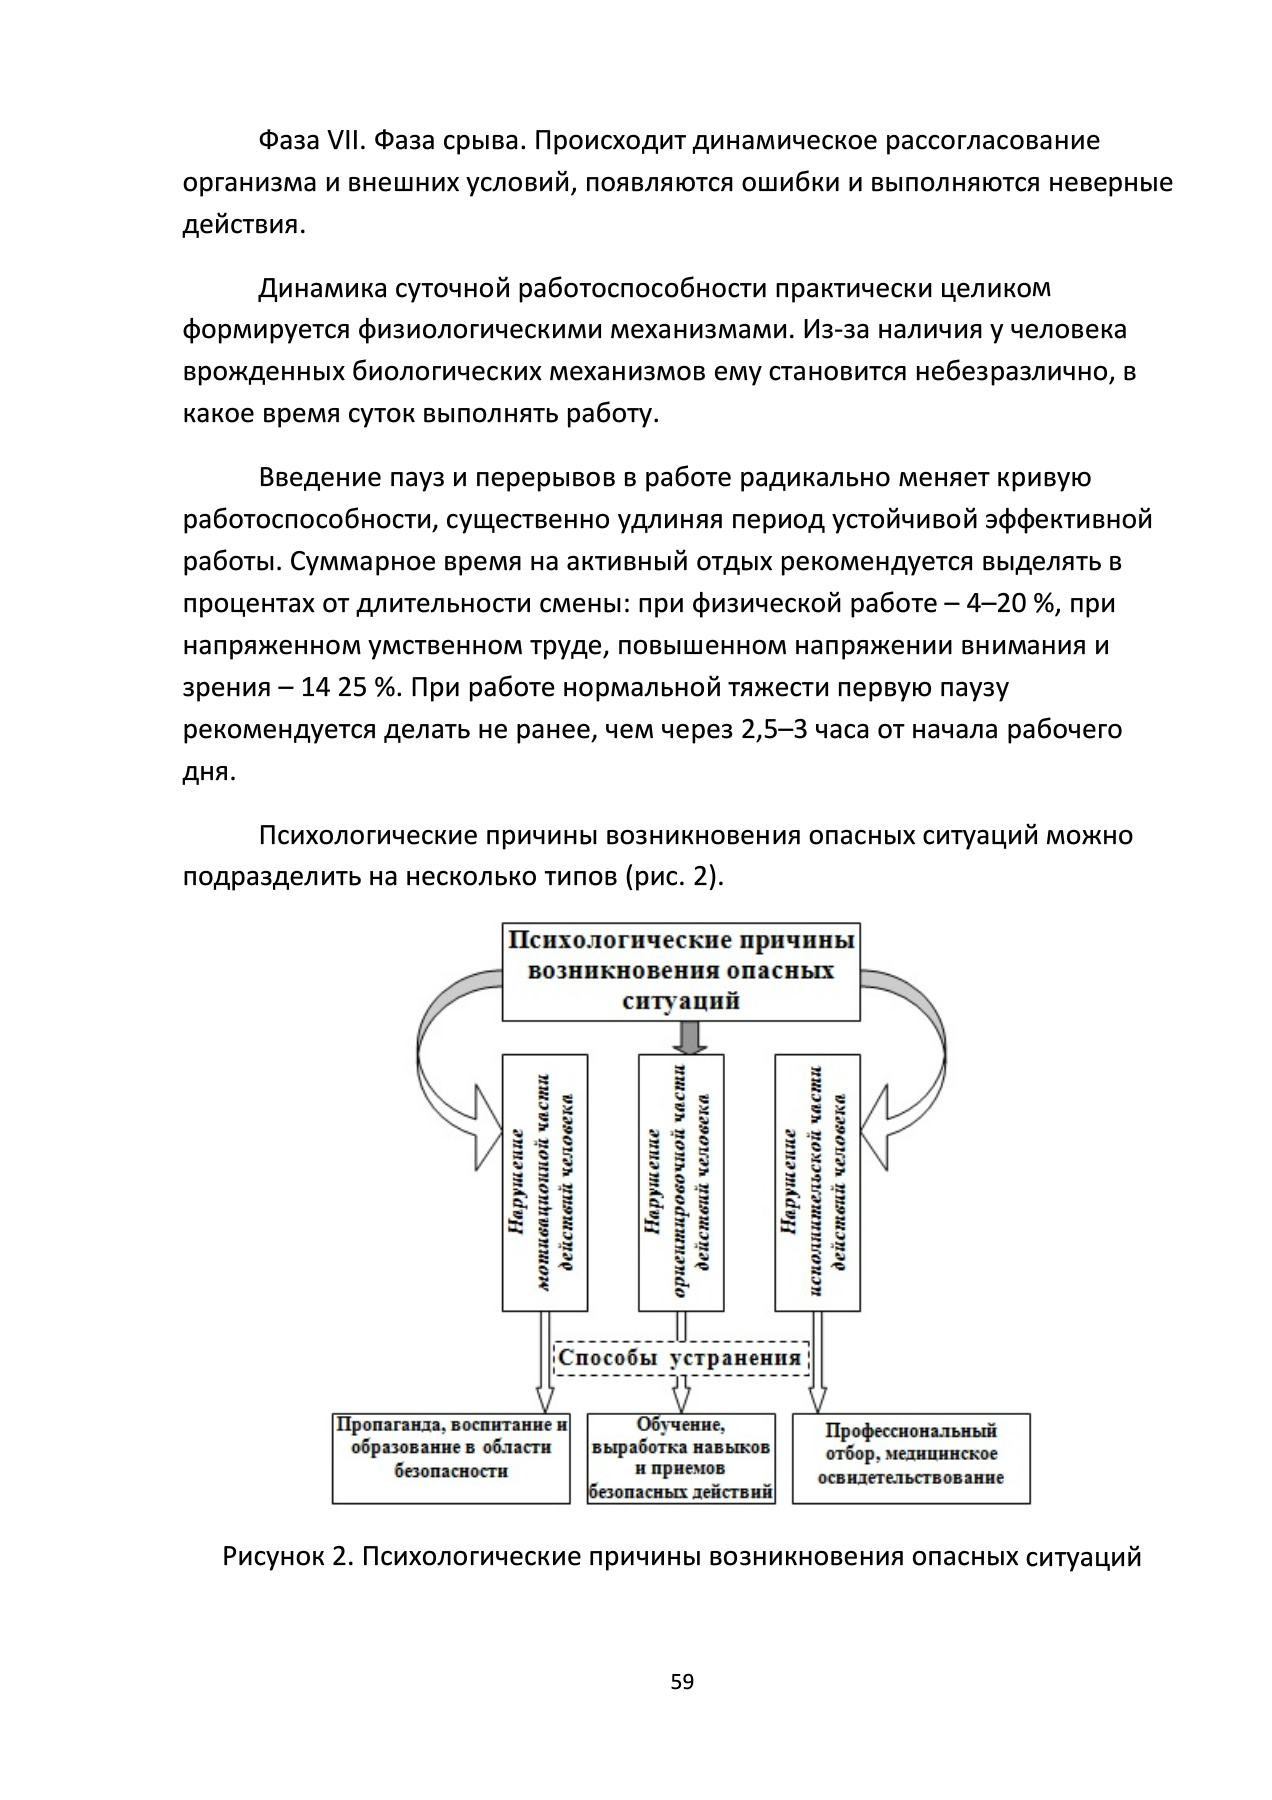 Фаза VII. Фаза срыва. Происходит динамическое рассогласование
организма и внешних условий, появляются ошибки и выполняются неверные
действия.
Динамика суточной работоспособности практически целиком
формируется физиологическими механизмами. Из-за наличия у человека
врожденных биологических механизмов ему становится небезразлично, в
какое время суток выполнять работу.
Введение пауз и перерывов в работе радикально меняет кривую
работоспособности, существенно удлиняя период устойчивой эффективной
работы. Суммарное время на активный отдых рекомендуется выделять в
процентах от длительности смены: при физической работе – 4–20 %, при
напряженном умственном труде, повышенном напряжении внимания и
зрения – 14 25 %. При работе нормальной тяжести первую паузу
рекомендуется делать не ранее, чем через 2,5–3 часа от начала рабочего
дня.
Психологические причины возникновения опасных ситуаций можно
подразделить на несколько типов (рис. 2).
Психологические причины
возникновения опасных
ситуаций
Нарушение
мотивационной части
действий человека
Нарушение
ориентировочной части
действий человека
Нарушение
исполнительской части
действий человека
Способы устранения
Пропаганда, воспитание и
образование в области
безопасности
Обучение,
выработка навыков
и приемов
безопасных действий
Профессиональный
отбор, медицинское
освидетельствование
Рисунок 2. Психологические причины возникновения опасных ситуаций
59